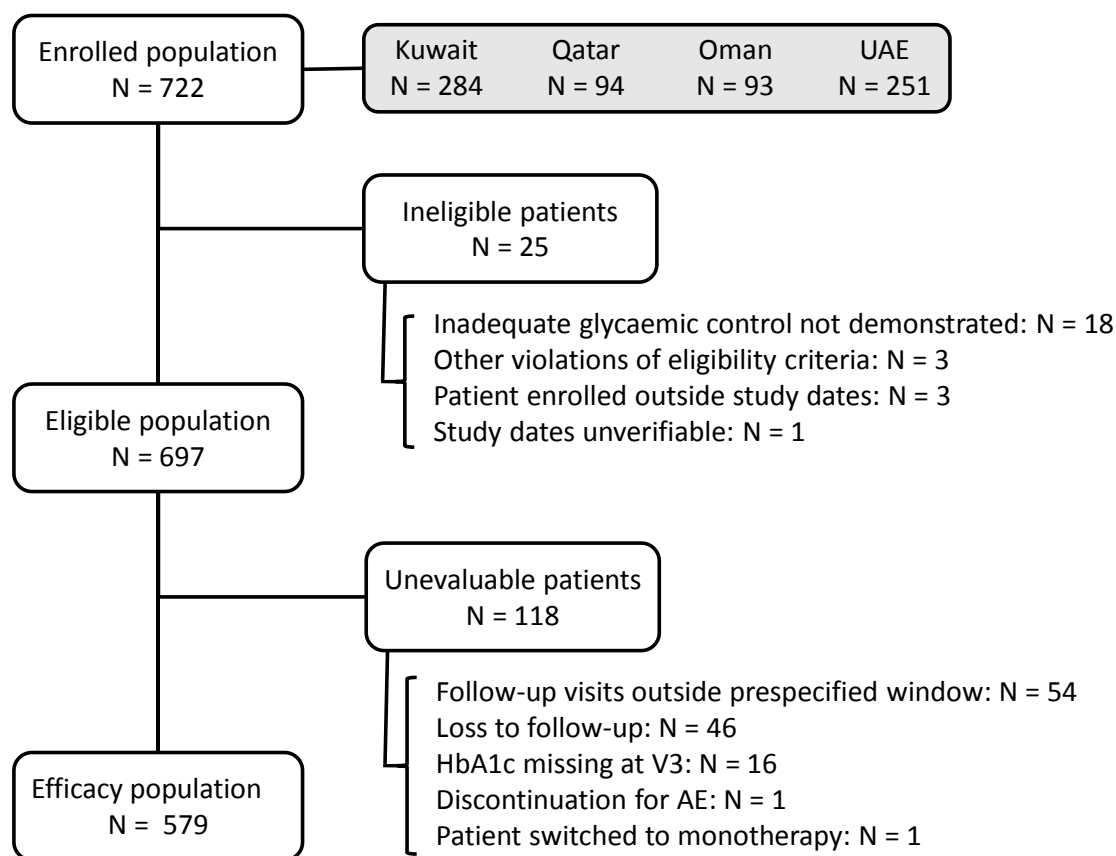 Enrolled population
N = 722
Kuwait Qatar Oman UAE
N = 284 N = 94 N = 93 N = 251
Ineligible patients
N = 25
Inadequate glycaemic control not demonstrated: N = 18
Other violations of eligibility criteria: N = 3
Patient enrolled outside study dates: N = 3
Study dates unverifiable: N = 1
Eligible population
N = 697
Unevaluable patients
N = 118
Follow-up visits outside prespecified window: N = 54
Loss to follow-up: N = 46
HbA1c missing at V3: N = 16
Discontinuation for AE: N = 1
Patient switched to monotherapy: N = 1
Efficacy population
N = 579